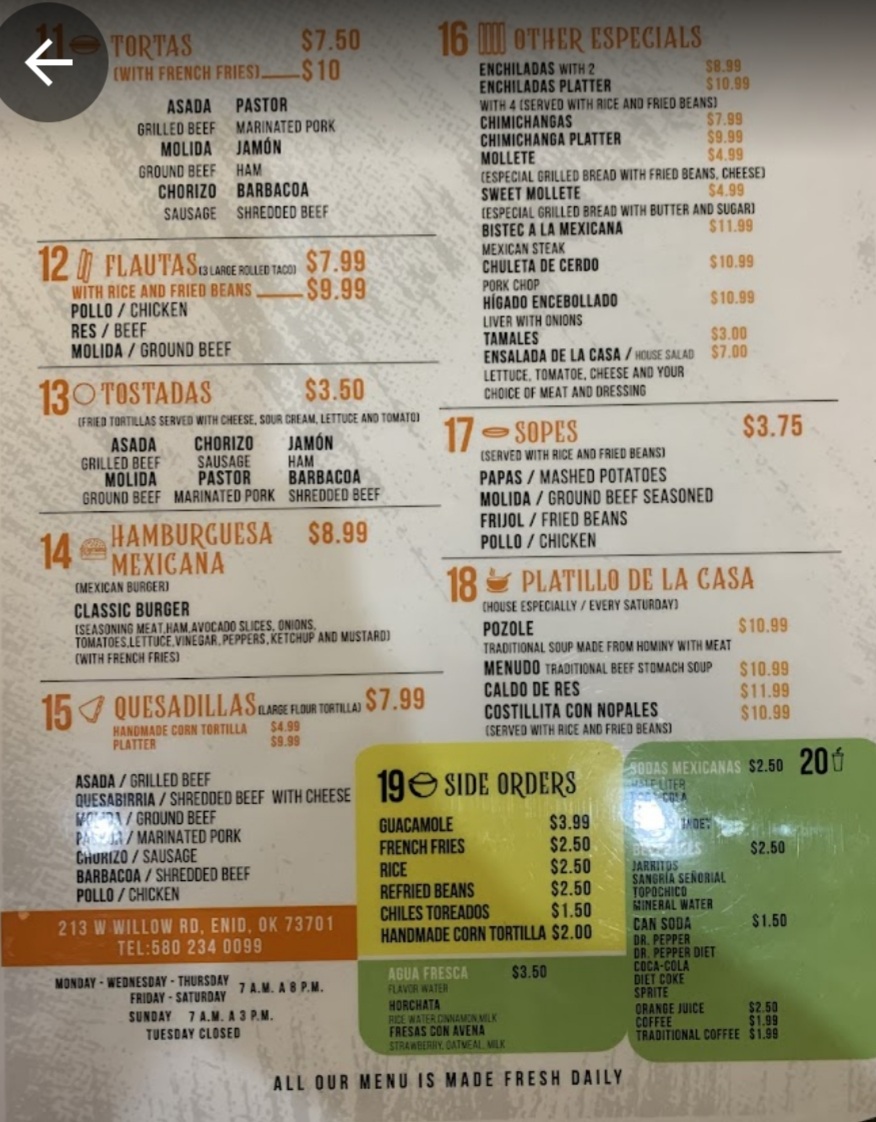 11 TORTAS $7.50
(WITH FRENCH FIES) $10
ASADA PASTOR
GRILLED BEEF MARINATED PORK
MOLIDA JAMÓN
GROUND BEEF HAM
CHORIZO BARBACOA
SAUSAGE SHREDDED BEEF
12 FLAUTAS (3 LARGE ROLLED TACO) $7.99
WITH RICE AND FRIED BEANS $9.99
POLLO / CHICKEN
RES / BEEF
MOLIDA / GROUND BEEF
13 TOSTADAS $3.50
(FRIED TORTILLAS SERVED WITH CHEESE, SOUR CREAM, LETTUCE AND TOMATO)
ASADA CHORIZO JAMÓN
GRILLED BEEF SAUSAGE HAM
MOLIDA PASTOR BARBACOA
GROUND BEEF MARINATED PORK SHREDDED BEEF
14 HAMBURGUESA MEXICANA $8.99
(MEXICAN BURGER)
CLASSIC BURGER
(SEASONING MEAT,HAM,AVOCADO SLICES, ONIONS,
TOMATOES,LETTUCE,VINEGAR,PEPPERS, KETCHUP AND MUSTARD)
(WITH FRENCH FRIES)
15 QUESADILLAS (LARGE FLOUR TORTILLA) $7.99
HANDMADE CORN TORTILLA $4.99
PLATTER $9.99
ASADA / GRILLED BEEF
QUESABIRRIA / SHREDDED BEEF WITH CHEESE
/ GROUND BEEF
/ MARINATED PORK
CHORIZO / SAUSAGE
BARBACOA / SHREDDED BEEF
POLLO / CHICKEN
213 W WILLOW RD, ENID, OK 73701
TEL:580 234 0099
MONDAY - WEDNESDAY - THURSDAY
FRIDAY - SATURDAY 7 A.M. A 8 P.M.
SUNDAY 7 A.M. A 3 P.M.
TUESDAY CLOSED
16 OTHER ESPECIALS
ENCHILADAS WITH 2 $8.99
ENCHILADAS PLATTER $10.99
WITH 4 (SERVED WITH RICE AND FRIED BEANS)
CHIMICHANGAS $7.99
CHIMICHANGA PLATTER $9.99
MOLLETE $4.99
(ESPECIAL GRILLED BREAD WITH FRIED BEANS, CHEESE)
SWEET MOLLETE $4.99
(ESPECIAL GRILLED BREAD WITH BUTTER AND SUGAR)
BISTEC A LA MEXICANA $11.99
MEXICAN STEAK
CHULETA DE CERDO $10.99
PORK CHOP
HÍGADO ENCEBOLLADO $10.99
LIVER WITH ONIONS
TAMALES $3.00
ENSALADA DE LA CASA / HOUSE SALAD $7.00
LETTUCE, TOMATOE, CHEESE AND YOUR
CHOICE OF MEAT AND DRESSING
17 SOPES $3.75
(SERVED WITH RICE AND FRIED BEANS)
PAPAS / MASHED POTATOES
MOLIDA / GROUND BEEF SEASONED
FRIJOL / FRIED BEANS
POLLO / CHICKEN
18 PLATILLO DE LA CASA
(HOUSE ESPECIALLY / EVERY SATURDAY)
POZOLE $10.99
TRADITIONAL SOUP MADE FROM HOMINY WITH MEAT
MENUDO TRADITIONAL BEEF STOMACH SOUP $10.99
CALDO DE RES $11.99
COSTILLITA CON NOPALES $10.99
(SERVED WITH RICE AND FRIED BEANS)
19 SIDE ORDERS
GUACAMOLE $3.99
FRENCH FRIES $2.50
RICE $2.50
REFRIED BEANS $2.50
CHILES TOREADOS $1.50
HANDMADE CORN TORTILLA $2.00
AGUA FRESCA $3.50
FLAVOR WATER
HORCHATA
RICE WATER,CINNAMON,MILK
FRESAS CON AVENA
STRAWBERRY, OATMEAL, MILK
SODAS MEXICANAS $2.50 20
HALF LITER
$2.50
JARRITOS
SANGRÍA SEÑORIAL
TOPOCHICO
MINERAL WATER
CAN SODA $1.50
DR. PEPPER
DR. PEPPER DIET
COCA-COLA
DIET COKE
SPRITE
ORANGE JUICE $2.50
COFFEE $1.99
TRADITIONAL COFFEE $1.99
ALL OUR MENU IS MADE FRESH DAILY